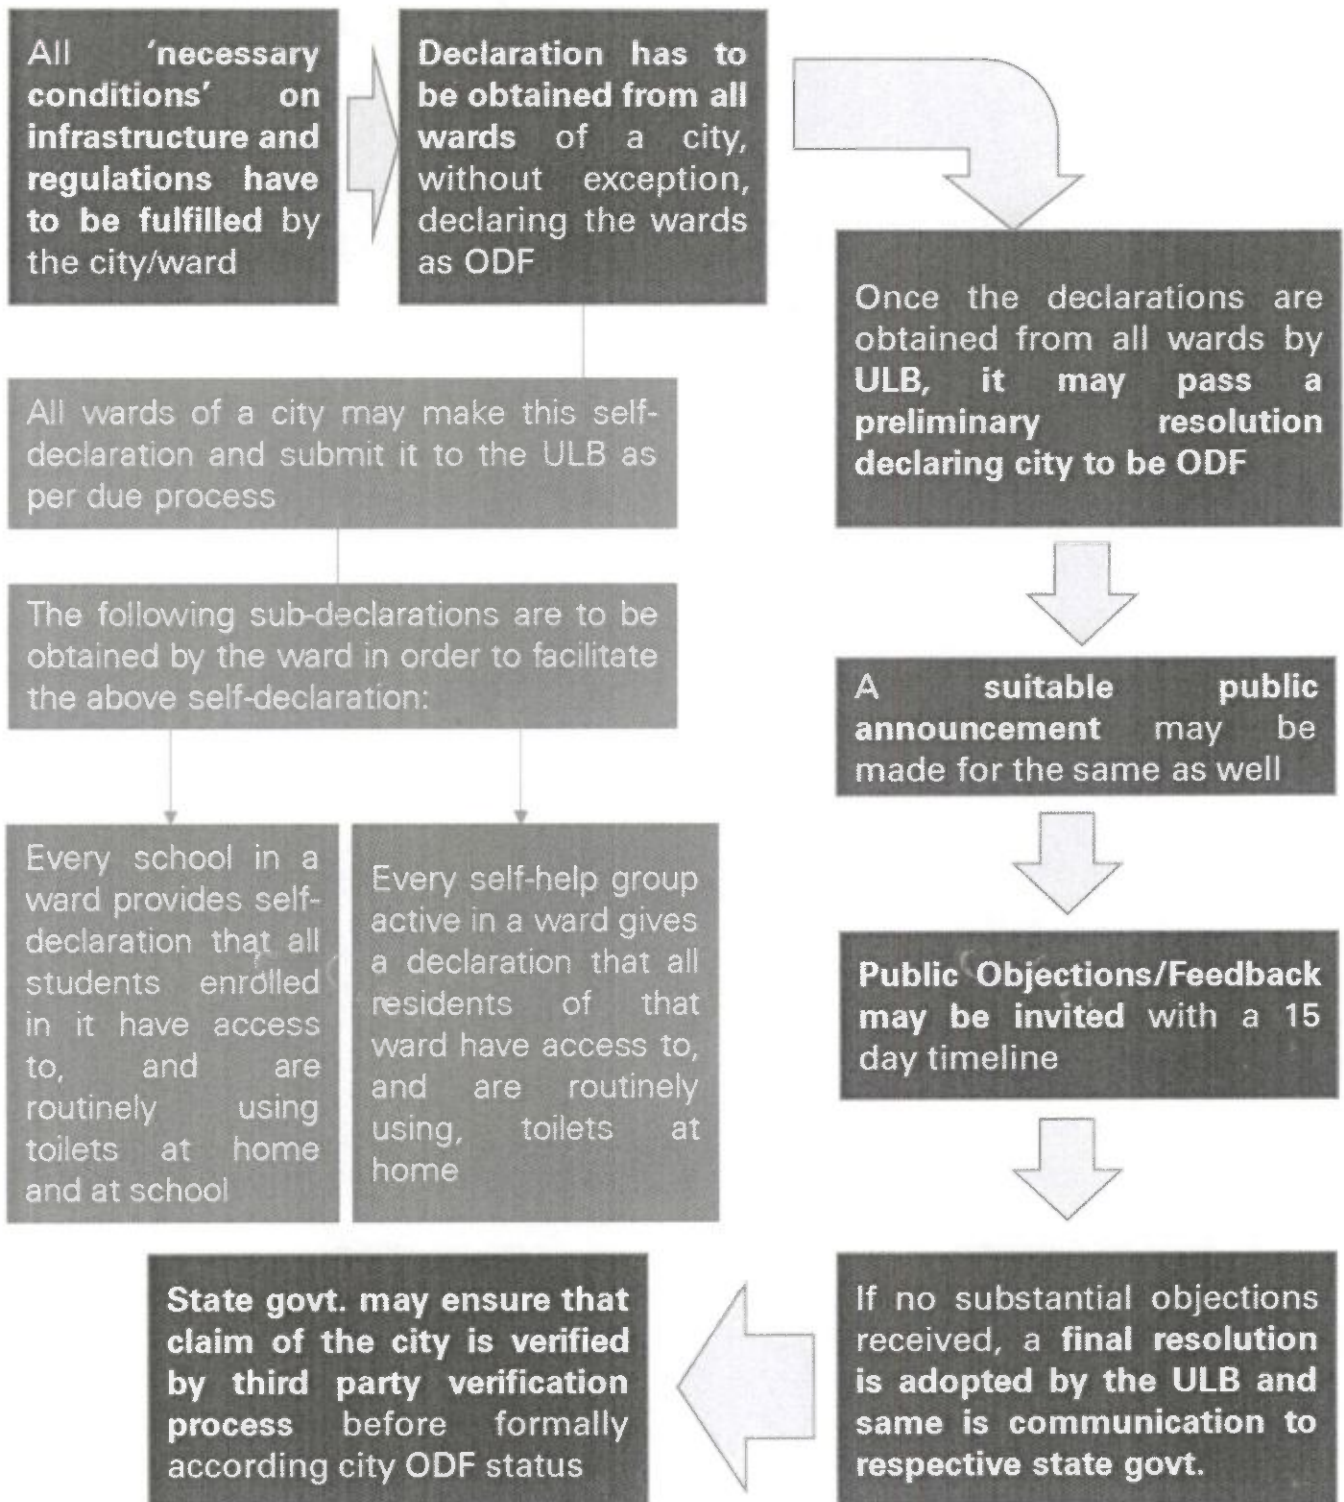 All 'necessary
conditions' on
infrastructure and
regulations have
to be fulfilled by
the city/ward
Declaration has to
be obtained from all
wards of a city,
without exception,
declaring the wards
as ODF
Once the declarations are
obtained from all wards by
ULB, it may pass a
preliminary resolution
declaring city to be ODF
All wards of a city may make this self-
declaration and submit it to the ULB as
per due process
The following sub-declarations are to be
obtained by the ward in order to facilitate
the above self-declaration:
A suitable public
announcement may be
made for the same as well
Every school in a
ward provides self-
declaration that all
students enrolled
in it have access
to, and are
routinely using
toilets at home
and at school
Every self-help group
active in a ward gives
a declaration that all
residents of that
ward have access to,
and are routinely
using, toilets at
home
Public Objections/Feedback
may be invited with a 15
day timeline
If no substantial objections
received, a final resolution
is adopted by the ULB and
same is communication to
respective state govt.
State govt. may ensure that
claim of the city is verified
by third party verification
process before formally
according city ODF status